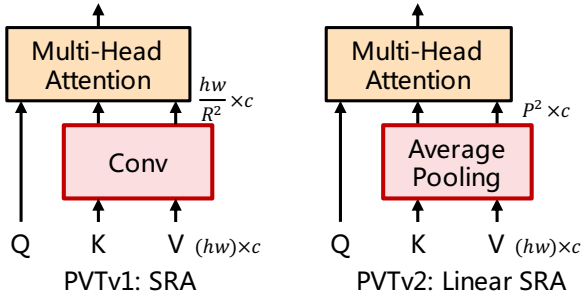 Multi-Head
Attention
hw/R² ×c
Conv
Q K V (hw)×c
PVTv1: SRA
Multi-Head
Attention
P²×c
Average
Pooling
Q K V (hw)×c
PVTv2: Linear SRA